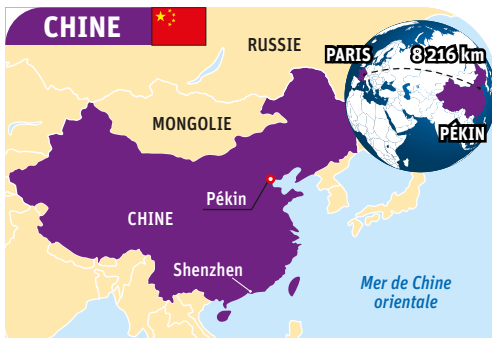 CHINE
RUSSIE
PARIS
8 216 km
MONGOLIE
PÉKIN
Pékin
CHINE
Shenzhen
Mer de Chine
orientale